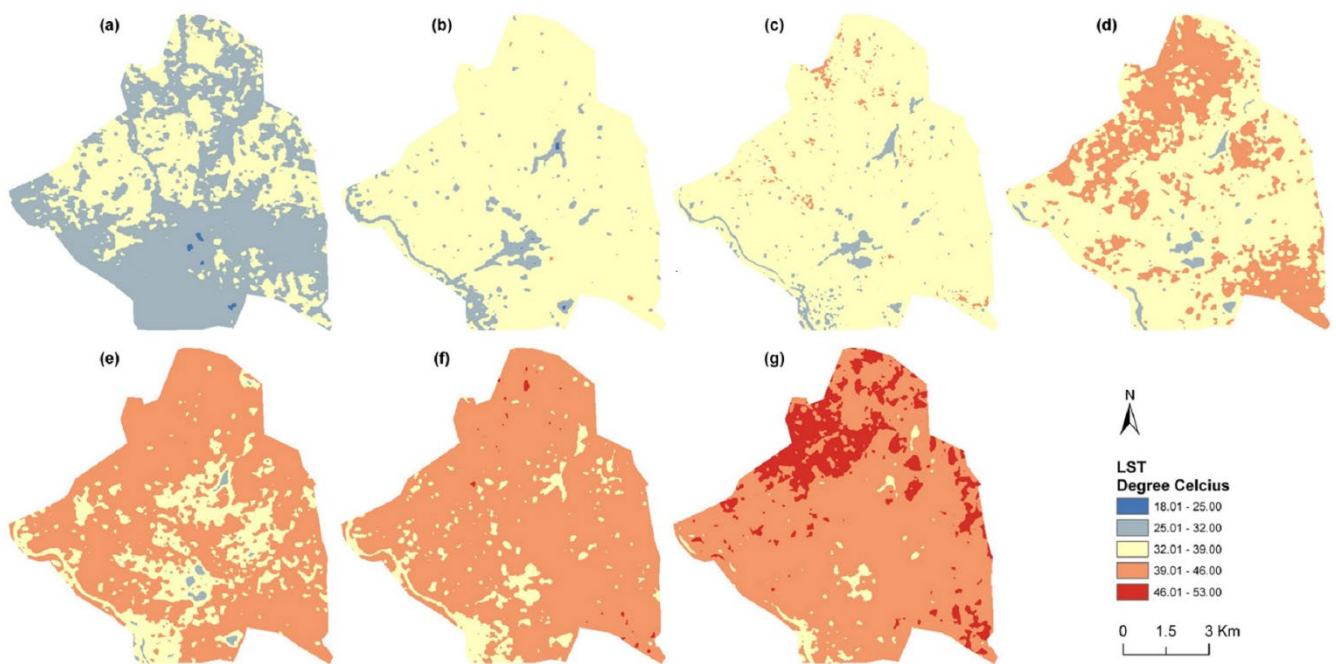 (a)
(b)
(c)
(d)
(e)
(f)
(g)
N
LST
Degree Celcius
18.01 - 25.00
25.01 - 32.00
32.01 - 39.00
39.01 - 46.00
46.01 - 53.00
0 1.5 3 Km